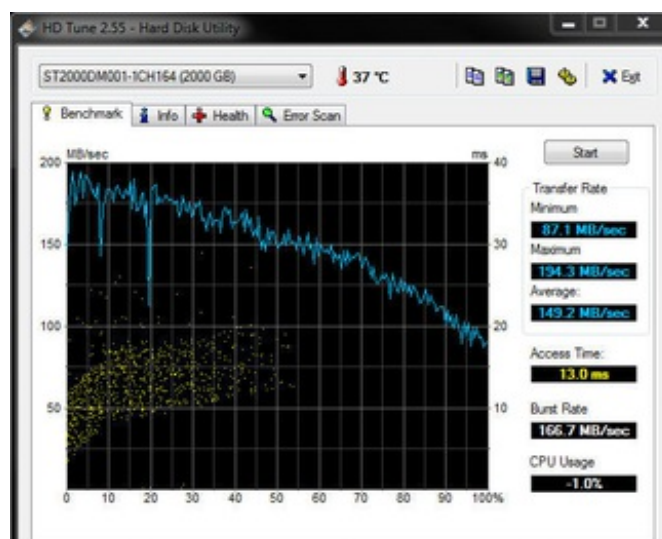 HD Tune 2.55 - Hard Disk Utility
ST2000DM001-1CH164 (2000 GB)
37 °C
Exit
Benchmark
Info
Health
Error Scan
MB/sec
ms
200
150
100
50
40
30
20
10
0 10 20 30 40 50 60 70 80 90 100%
Start
Transfer Rate
Minimum
87.1 MB/sec
Maximum
194.3 MB/sec
Average:
149.2 MB/sec
Access Time:
13.0 ms
Burst Rate
166.7 MB/sec
CPU Usage
-1.0%